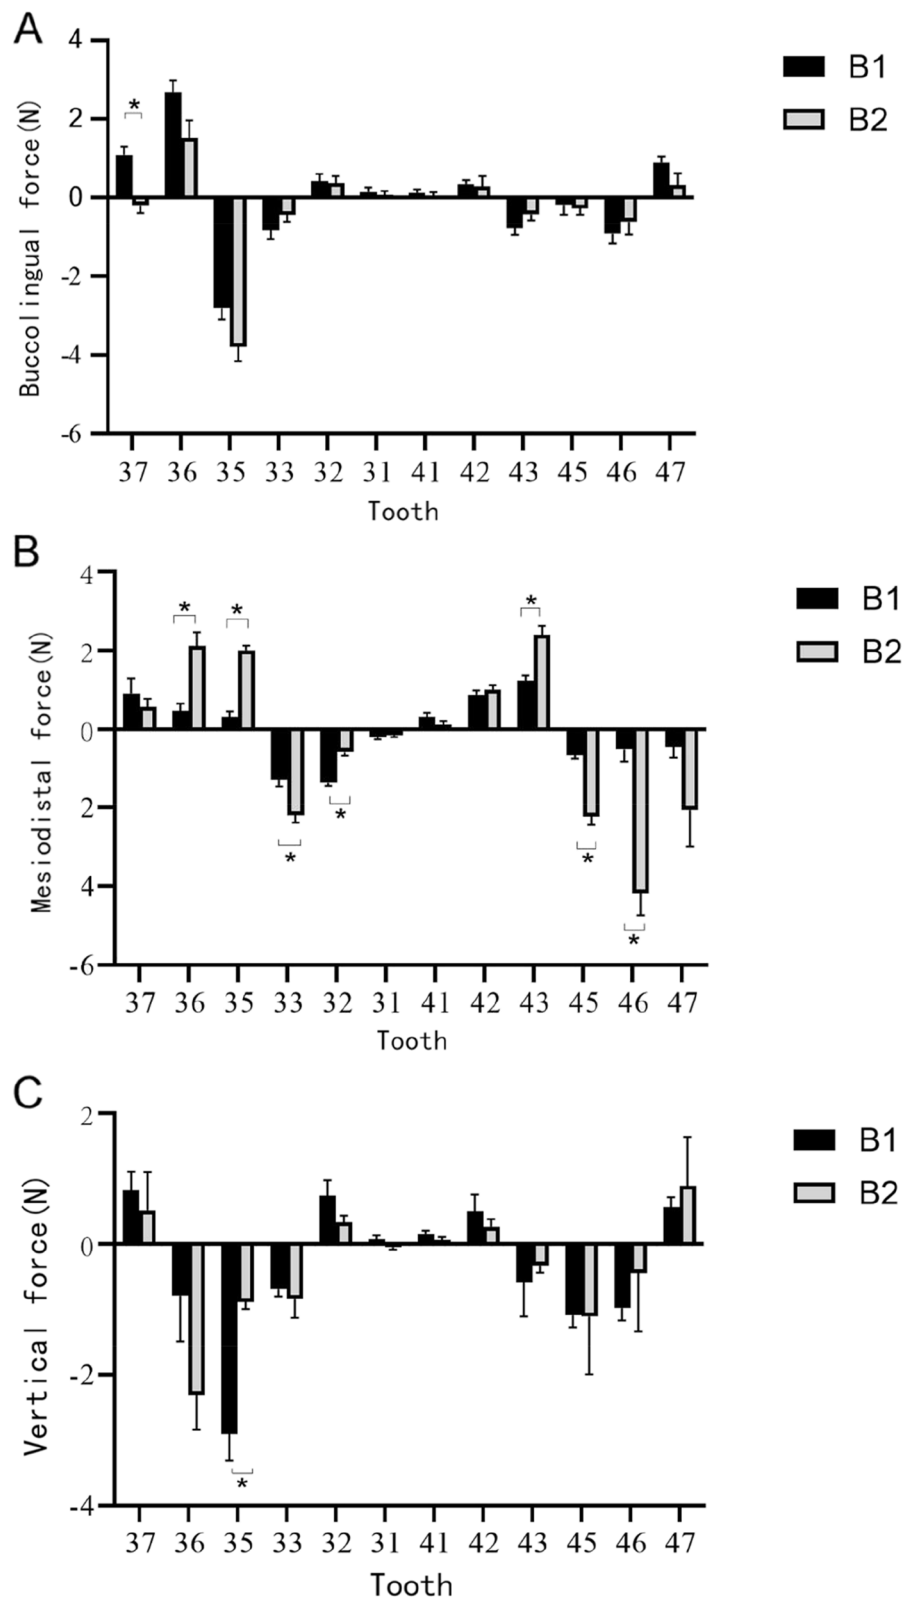 A
B1
B2
Buccolingual force(N)
4
2
0
-2
-4
-6
*
37 36 35 33 32 31 41 42 43 45 46 47
Tooth
B
B1
B2
Mesiodistal force(N)
4
2
0
2
4
-6
* * *
* * * *
37 36 35 33 32 31 41 42 43 45 46 47
Tooth
C
B1
B2
Vertical force(N)
2
0
-2
-4
*
37 36 35 33 32 31 41 42 43 45 46 47
Tooth